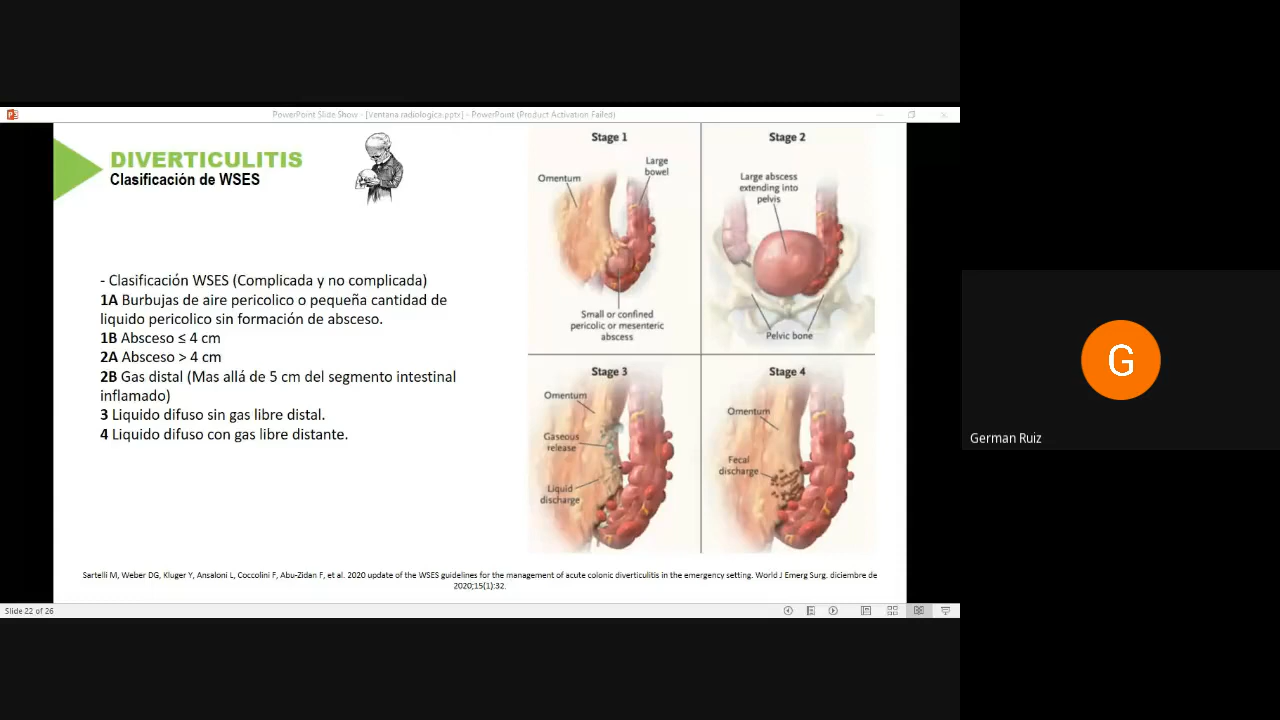 PowerPoint Slide Show - [Ventana radiologica.pptx] - PowerPoint (Product Activation Failed)
DIVERTICULITIS
Clasificación de WSES
- Clasificación WSES (Complicada y no complicada)
1A Burbujas de aire pericolico o pequeña cantidad de
liquido pericolico sin formación de absceso.
1B Absceso ≤ 4 cm
2A Absceso > 4 cm
2B Gas distal (Mas allá de 5 cm del segmento intestinal
inflamado)
3 Liquido difuso sin gas libre distal.
4 Liquido difuso con gas libre distante.
Stage 1
Large
bowel
Omentum
Small or confined
pericolic or mesenteric
abscess
Stage 2
Large abscess
extending into
pelvis
Pelvic bone
Stage 3
Omentum
Gaseous
release
Liquid
discharge
Stage 4
Omentum
Fecal
discharge
Sartelli M, Weber DG, Kluger Y, Ansaloni L, Coccolini F, Abu-Zidan F, et al. 2020 update of the WSES guidelines for the management of acute colonic diverticulitis in the emergency setting. World J Emerg Surg. diciembre de
2020;15(1):32.
Slide 22 of 26
G
German Ruiz